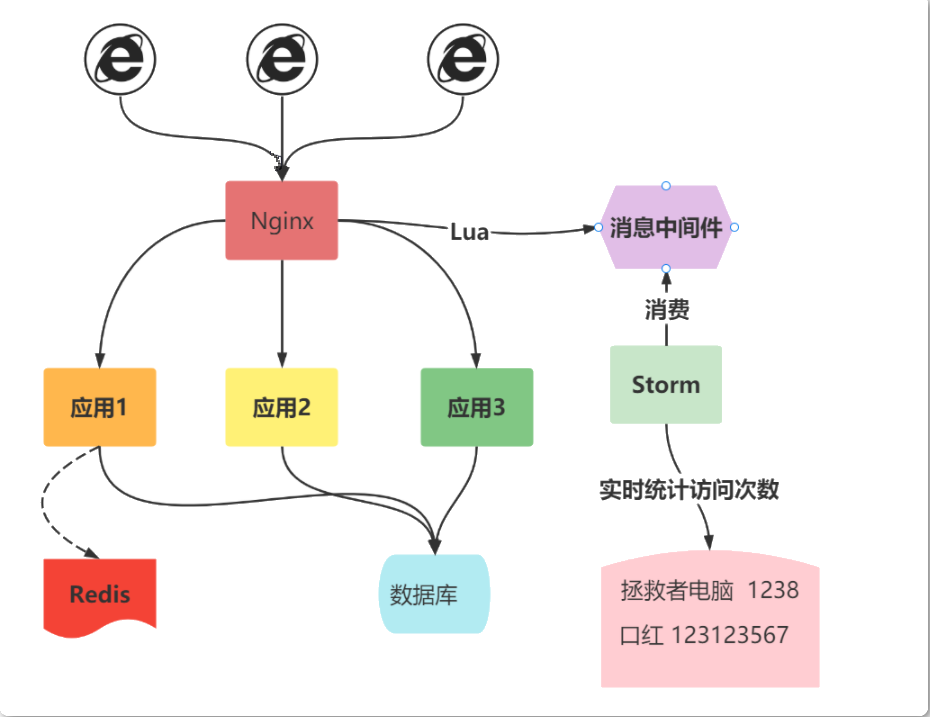 Nginx
Lua
消息中间件
消费
应用1
应用2
应用3
Storm
实时统计访问次数
Redis
数据库
拯救者电脑 1238
口红 123123567